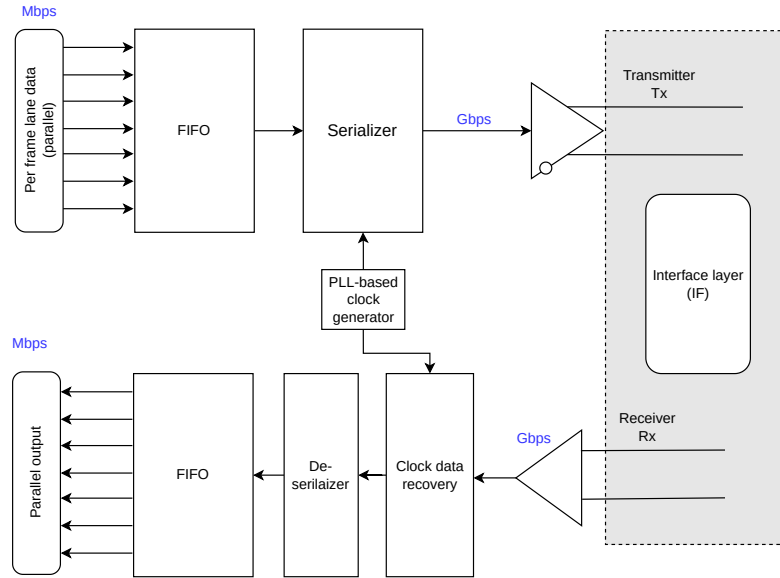 Mbps
Per frame lane data
(parallel)
FIFO
Serializer
Gbps
Transmitter
Tx
Interface layer
(IF)
PLL-based
clock
generator
Mbps
Parallel output
FIFO
De-
serilaizer
Clock data
recovery
Gbps
Receiver
Rx